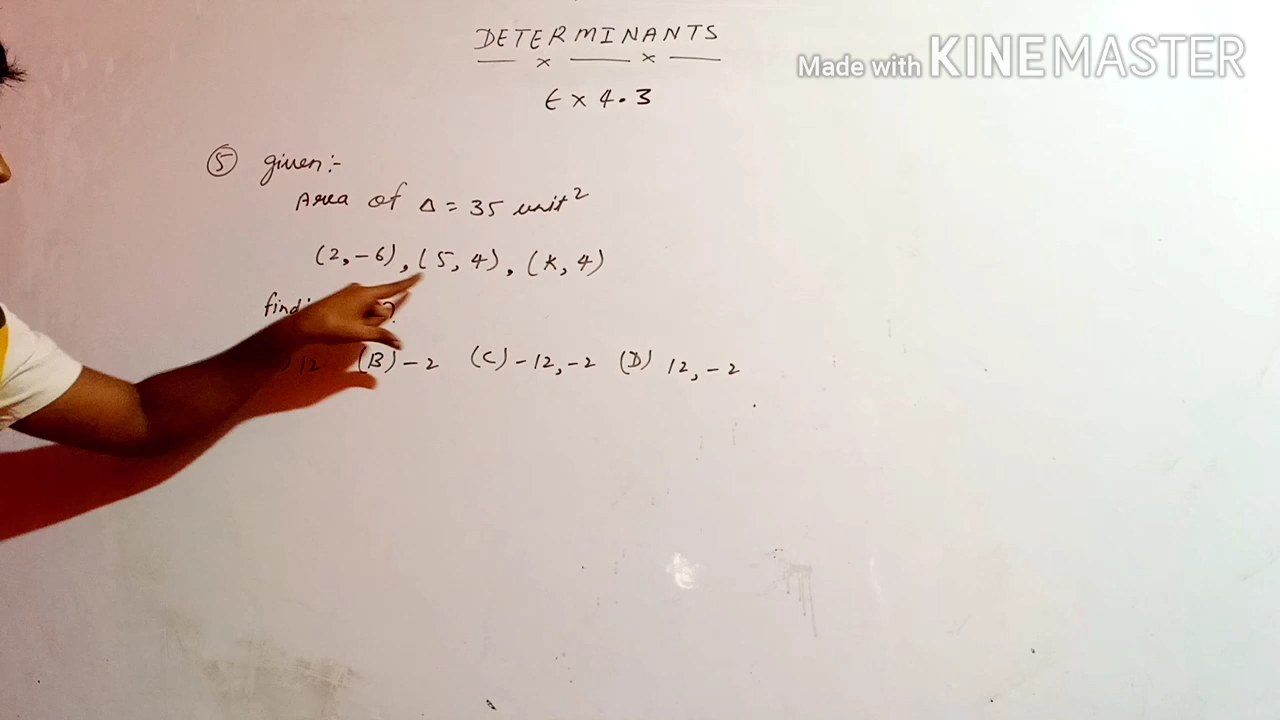 DETERMINANTS
Made with KINEMASTER
Ex 4.3
⑤ given:-
Area of Δ = 35 unit²
(2,-6), (5,4), (K,4)
12 (B) -2 (C) -12,-2 (D) 12,-2